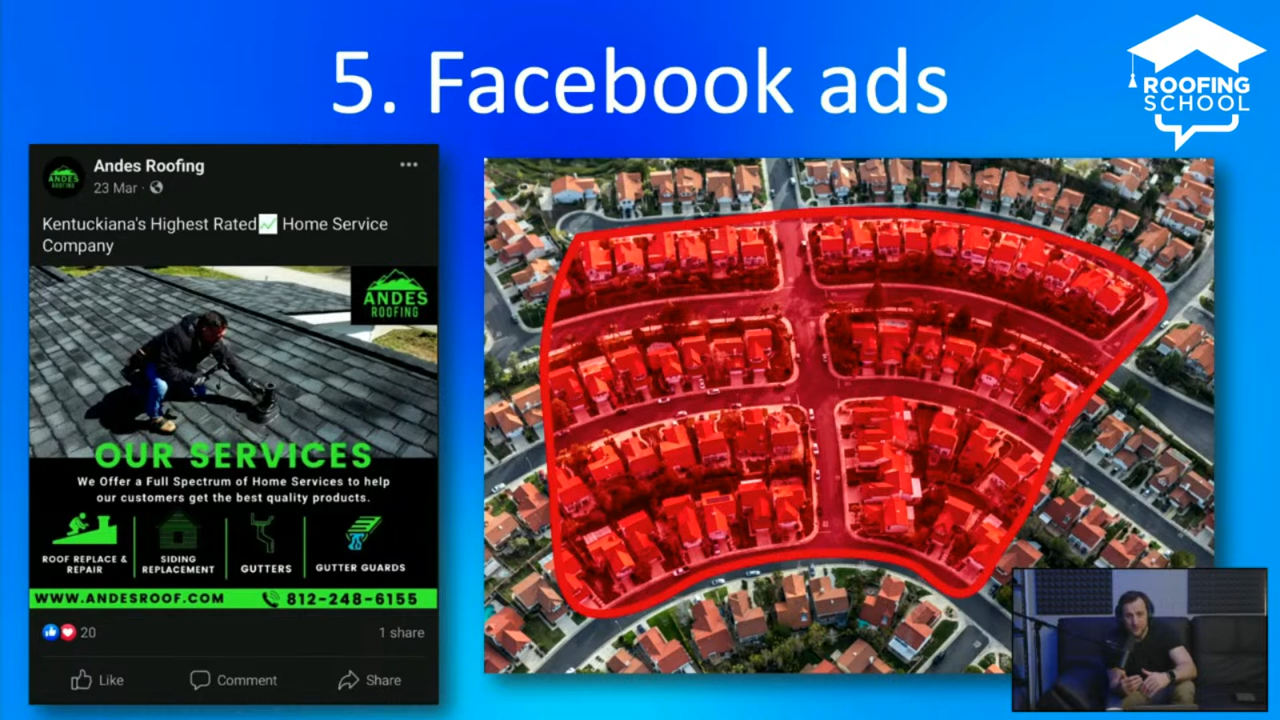 5. Facebook ads
ROOFING
SCHOOL
Andes Roofing
23 Mar ·
Kentuckiana's Highest Rated Home Service
Company
ANDES
ROOFING
ANDES
ROOFING
OUR SERVICES
We Offer a Full Spectrum of Home Services to help
our customers get the best quality products.
ROOF REPLACE &
REPAIR
SIDING
REPLACEMENT
GUTTERS
GUTTER GUARDS
WWW.ANDESROOF.COM
812-248-6155
20
1 share
Like
Comment
Share